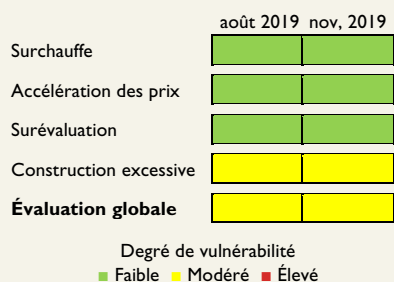 août 2019 nov, 2019
Surchauffe
Accélération des prix
Surévaluation
Construction excessive
Évaluation globale
Degré de vulnérabilité
Faible Modéré Élevé